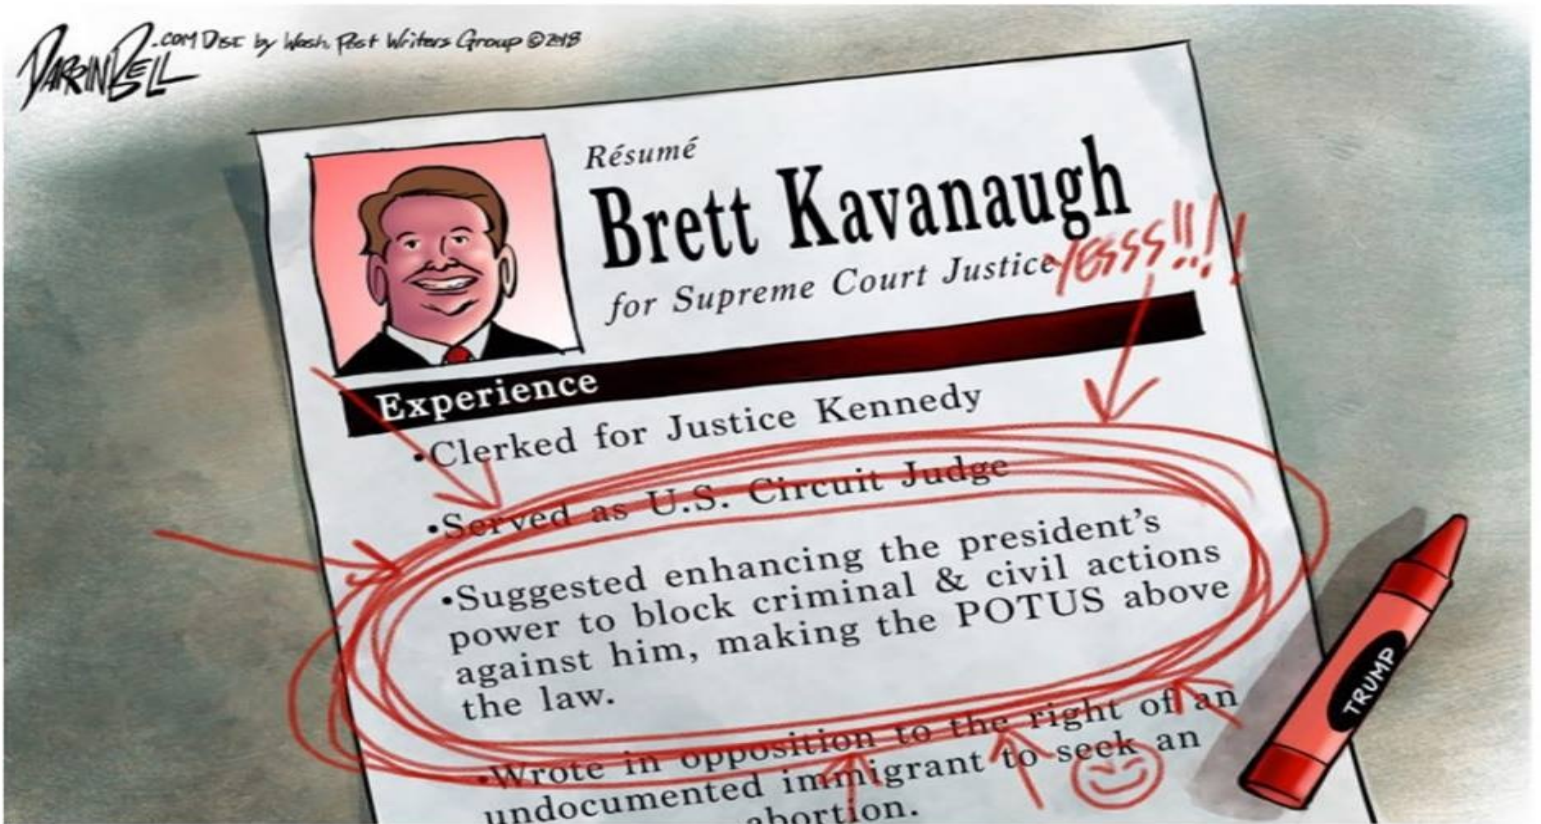 DARRIN BELL .COM DIST by Wash. Post Writers Group © 2018
Résumé
Brett Kavanaugh
for Supreme Court Justice
YESSSS!!!!
Experience
•Clerked for Justice Kennedy
•Served as U.S. Circuit Judge
•Suggested enhancing the president's
power to block criminal & civil actions
against him, making the POTUS above
the law.
•Wrote in opposition to the right of an
undocumented immigrant to seek an
abortion.
TRUMP